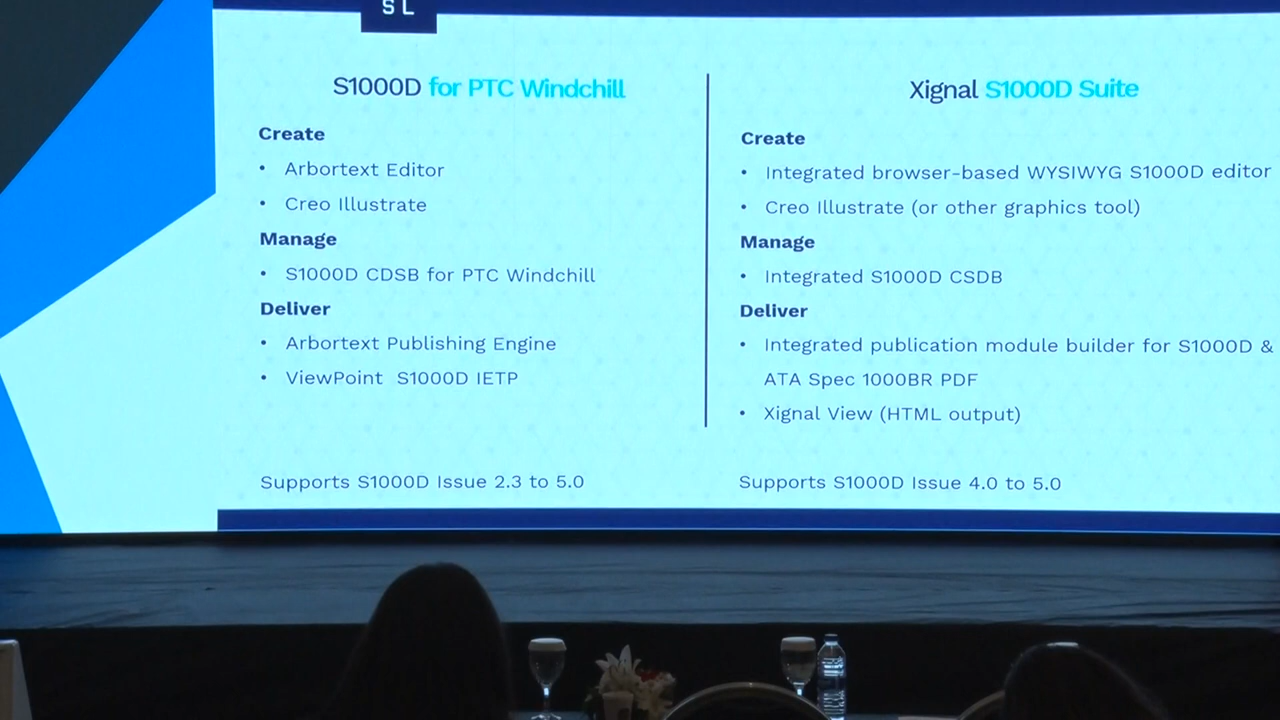 SL
S1000D for PTC Windchill
Create
• Arbortext Editor
• Creo Illustrate
Manage
• S1000D CDSB for PTC Windchill
Deliver
• Arbortext Publishing Engine
• ViewPoint S1000D IETP
Supports S1000D Issue 2.3 to 5.0
Xignal S1000D Suite
Create
• Integrated browser-based WYSIWYG S1000D editor
• Creo Illustrate (or other graphics tool)
Manage
• Integrated S1000D CSDB
Deliver
• Integrated publication module builder for S1000D &
ATA Spec 1000BR PDF
• Xignal View (HTML output)
Supports S1000D Issue 4.0 to 5.0